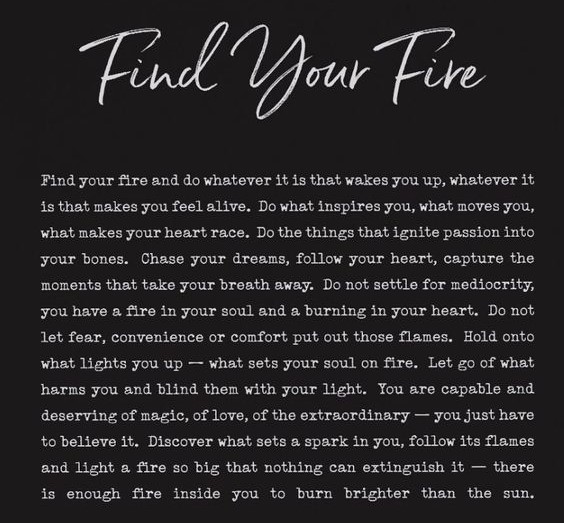 Find Your Fire
Find your fire and do whatever it is that wakes you up, whatever it
is that makes you feel alive. Do what inspires you, what moves you,
what makes your heart race. Do the things that ignite passion into
your bones. Chase your dreams, follow your heart, capture the
moments that take your breath away. Do not settle for mediocrity,
you have a fire in your soul and a burning in your heart. Do not
let fear, convenience or comfort put out those flames. Hold onto
what lights you up — what sets your soul on fire. Let go of what
harms you and blind them with your light. You are capable and
deserving of magic, of love, of the extraordinary — you just have
to believe it. Discover what sets a spark in you, follow its flames
and light a fire so big that nothing can extinguish it — there
is enough fire inside you to burn brighter than the sun.